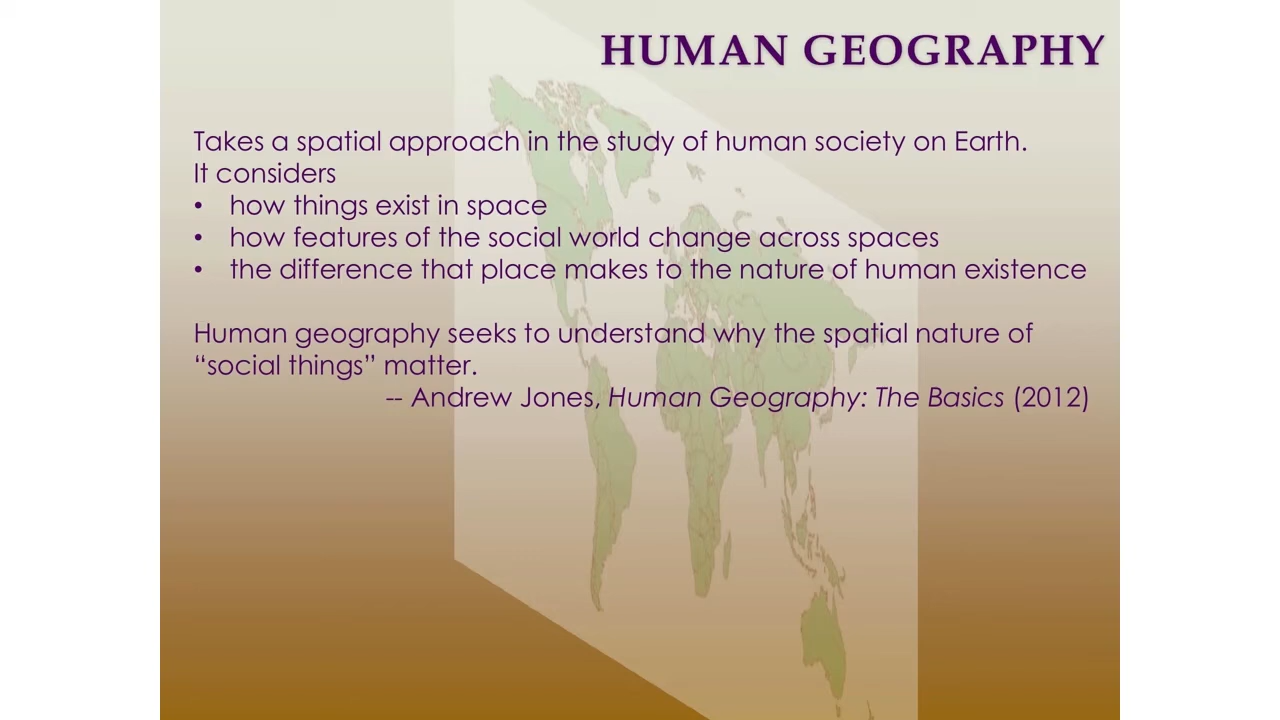 HUMAN GEOGRAPHY
Takes a spatial approach in the study of human society on Earth.
It considers
• how things exist in space
• how features of the social world change across spaces
• the difference that place makes to the nature of human existence
Human geography seeks to understand why the spatial nature of
“social things” matter.
-- Andrew Jones, Human Geography: The Basics (2012)